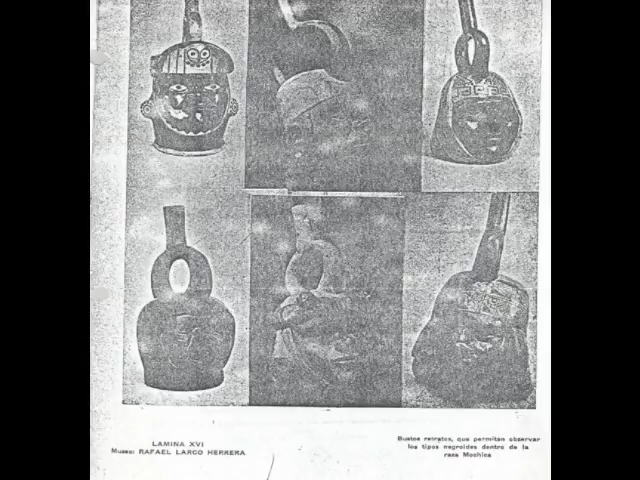 LAMINA XVI
Museo: RAFAEL LARCO HERRERA
Bustos retratos, que permiten observar
los tipos negroides dentro de la
raza Mochica